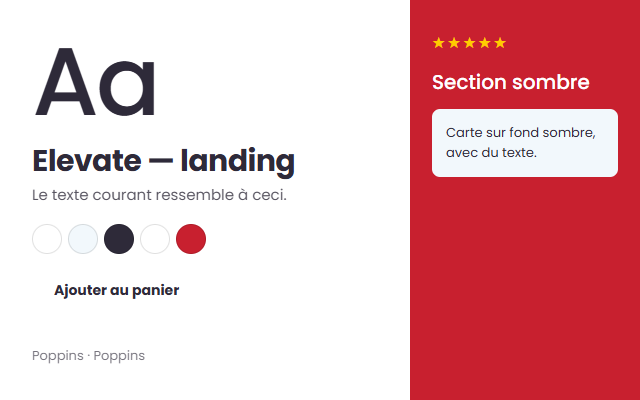 Aa
Elevate — landing
Le texte courant ressemble à ceci.
Ajouter au panier
Poppins · Poppins
★★★★★
Section sombre
Carte sur fond sombre,
avec du texte.